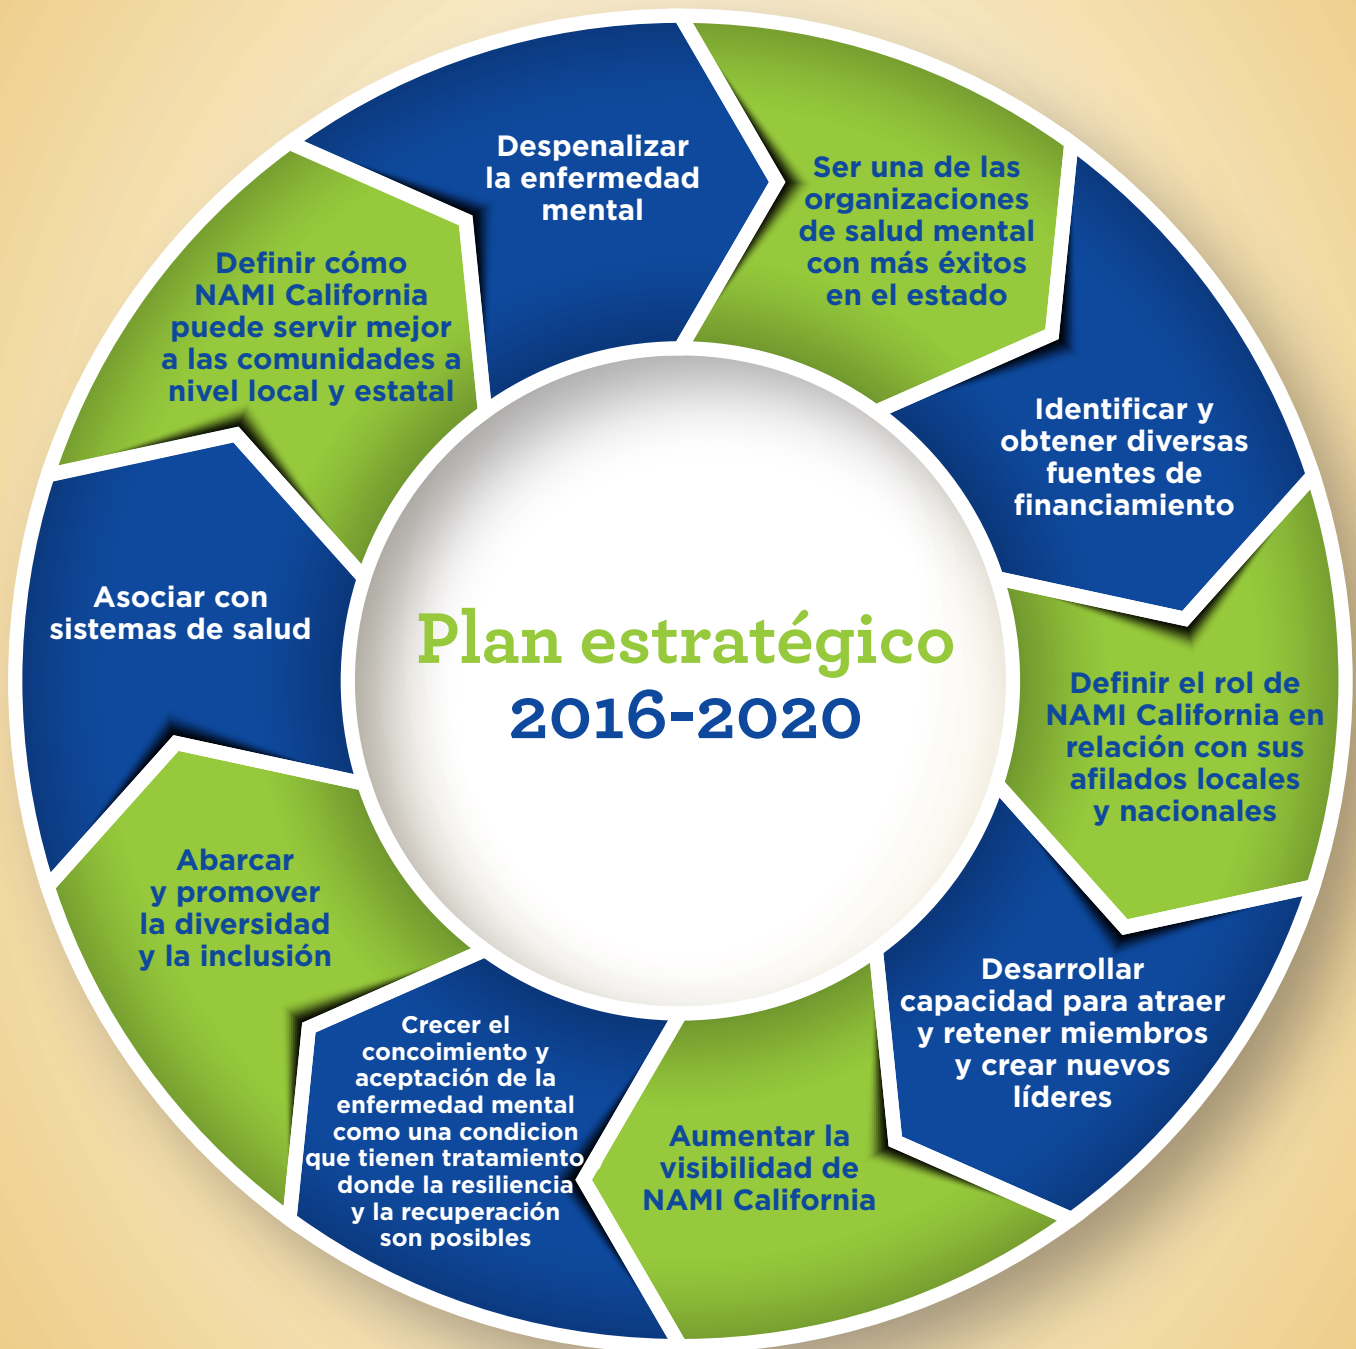 Despenalizar
la enfermedad
mental
Ser una de las
organizaciones
de salud mental
con más éxitos
en el estado
Identificar y
obtener diversas
fuentes de
financiamiento
Definir el rol de
NAMI California en
relación con sus
afilados locales
y nacionales
Desarrollar
capacidad para atraer
y retener miembros
y crear nuevos
líderes
Aumentar la
visibilidad de
NAMI California
Crecer el
concoimiento y
aceptación de la
enfermedad mental
como una condicion
que tienen tratamiento
donde la resiliencia
y la recuperación
son posibles
Abarcar
y promover
la diversidad
y la inclusión
Asociar con
sistemas de salud
Definir cómo
NAMI California
puede servir mejor
a las comunidades a
nivel local y estatal
Plan estratégico
2016-2020